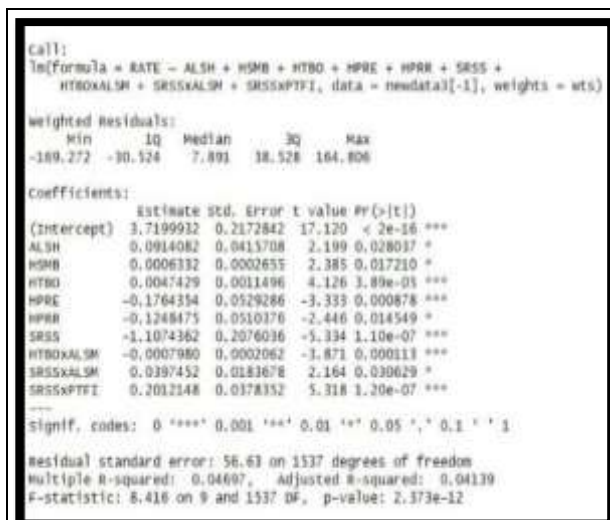 Call:
lm(formula = RATE ~ ALSH + HSMB + HTBO + HPRE + HPRR + SRSS +
HTBOxALSM + SRSSxALSM + SRSSxPTFI, data = newdata3[-1], weights = wts)
Weighted Residuals:
Min 1Q Median 3Q Max
-169.272 -30.524 7.891 38.528 164.806
Coefficients:
Estimate Std. Error t value Pr(>|t|)
(Intercept) 3.7199932 0.2172842 17.120 < 2e-16 ***
ALSH 0.0914082 0.0415708 2.199 0.028037 *
HSMB 0.0006332 0.0002655 2.385 0.017210 *
HTBO 0.0047429 0.0011496 4.126 3.89e-05 ***
HPRE -0.1764354 0.0529286 -3.333 0.000878 ***
HPRR -0.1248475 0.0510376 -2.446 0.014549 *
SRSS -1.1074362 0.2076036 -5.334 1.10e-07 ***
HTBOxALSM -0.0007980 0.0002062 -3.871 0.000113 ***
SRSSxALSM 0.0397452 0.0183678 2.164 0.030629 *
SRSSxPTFI 0.2012148 0.0378352 5.318 1.20e-07 ***
---
Signif. codes: 0 '***' 0.001 '**' 0.01 '*' 0.05 '.' 0.1 ' ' 1
Residual standard error: 56.63 on 1537 degrees of freedom
Multiple R-squared: 0.04697, Adjusted R-squared: 0.04139
F-statistic: 8.416 on 9 and 1537 DF, p-value: 2.373e-12